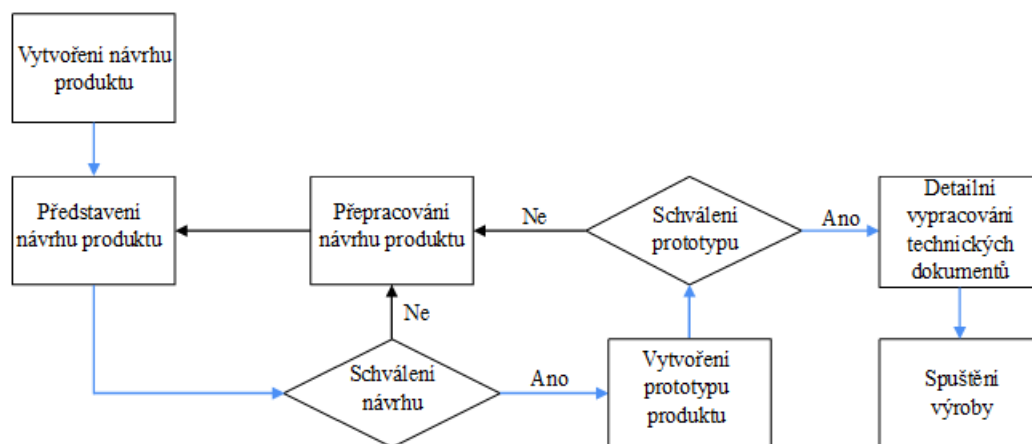 Vytvoření návrhu
produktu
Představení
návrhu produktu
Přepracování
návrhu produktu
Ne
Schválení
prototypu
Ano
Detailní
vypracování
technických
dokumentů
Ne
Schválení
návrhu
Ano
Vytvoření
prototypu
produktu
Spuštění
výroby